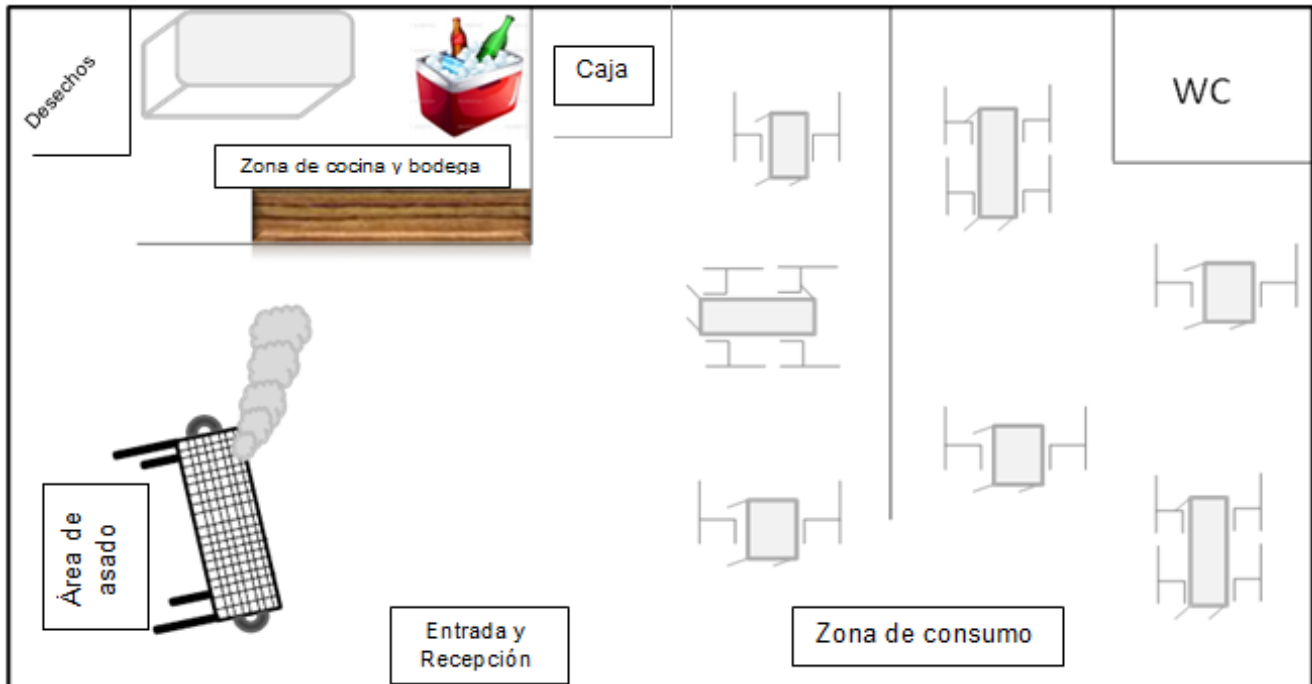 Desechos
Caja
WC
Zona de cocina y bodega
Área de
asado
Entrada y
Recepción
Zona de consumo